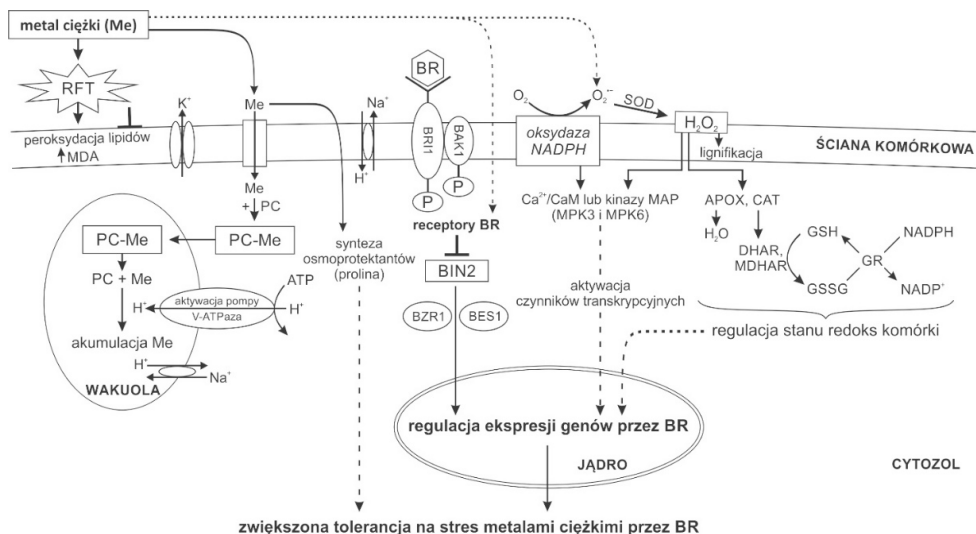 metal ciężki (Me)
RFT
peroksydacja lipidów
MDA
K⁺
Me
Na⁺
H⁺
Me
+ PC
PC-Me
PC-Me
PC + Me
akumulacja Me
H⁺
aktywacja pompy
V-ATPaza
H⁺
ATP
H⁺
Na⁺
WAKUOLA
synteza
osmoprotektantów
(prolina)
BR
BRI1
BAK1
P
P
receptory BR
BIN2
BZR1
BES1
O₂
O₂⁻
SOD
H₂O₂
oksydaza
NADPH
lignifikacja
ŚCIANA KOMÓRKOWA
Ca²⁺/CaM lub kinazy MAP
(MPK3 i MPK6)
APOX, CAT
H₂O
DHAR,
MDHAR
GSH
GSSG
GR
NADPH
NADP⁺
aktywacja
czynników transkrypcyjnych
regulacja stanu redoks komórki
regulacja ekspresji genów przez BR
JĄDRO
CYTOZOL
zwiększona tolerancja na stres metalami ciężkimi przez BR